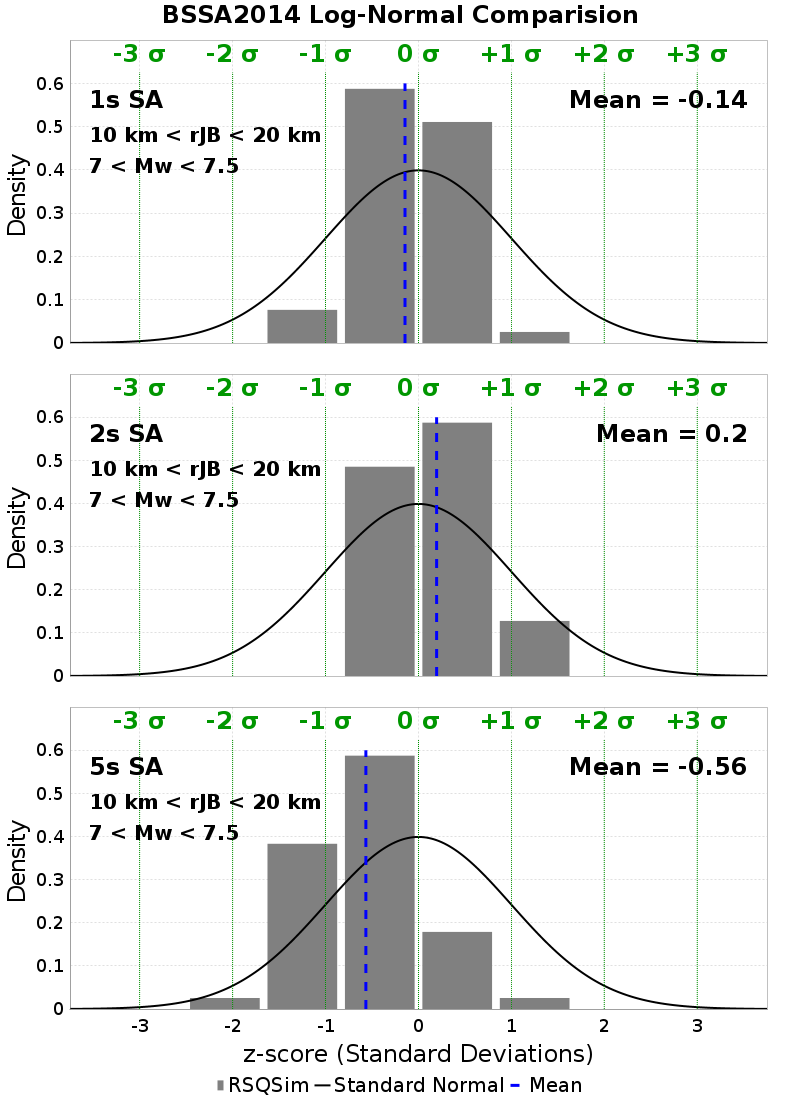 BSSA2014 Log-Normal Comparision
-3 σ -2 σ -1 σ 0 σ +1 σ +2 σ +3 σ
1s SA
Mean = -0.14
10 km < rJB < 20 km
7 < Mw < 7.5
Density
0.6
0.5
0.4
0.3
0.2
0.1
0
-3 σ -2 σ -1 σ 0 σ +1 σ +2 σ +3 σ
2s SA
Mean = 0.2
10 km < rJB < 20 km
7 < Mw < 7.5
Density
0.6
0.5
0.4
0.3
0.2
0.1
0
-3 σ -2 σ -1 σ 0 σ +1 σ +2 σ +3 σ
5s SA
Mean = -0.56
10 km < rJB < 20 km
7 < Mw < 7.5
Density
0.6
0.5
0.4
0.3
0.2
0.1
0
-3 -2 -1 0 1 2 3
z-score (Standard Deviations)
RSQSim Standard Normal Mean